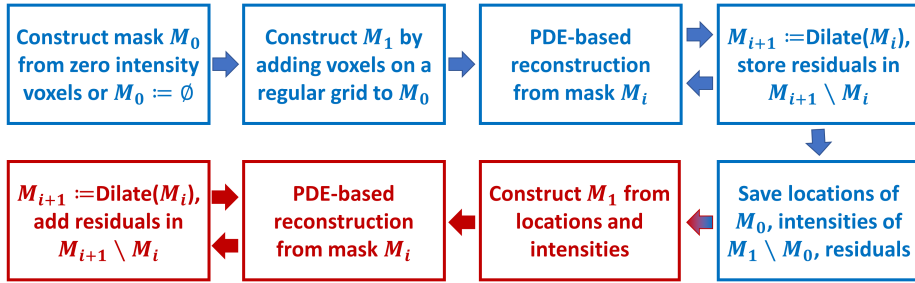 Construct mask M₀
from zero intensity
voxels or M₀ := ∅
Construct M₁ by
adding voxels on a
regular grid to M₀
PDE-based
reconstruction
from mask Mᵢ
Mᵢ₊₁ :=Dilate(Mᵢ),
store residuals in
Mᵢ₊₁ \ Mᵢ
Mᵢ₊₁ :=Dilate(Mᵢ),
add residuals in
Mᵢ₊₁ \ Mᵢ
PDE-based
reconstruction
from mask Mᵢ
Construct M₁ from
locations and
intensities
Save locations of
M₀, intensities of
M₁ \ M₀, residuals